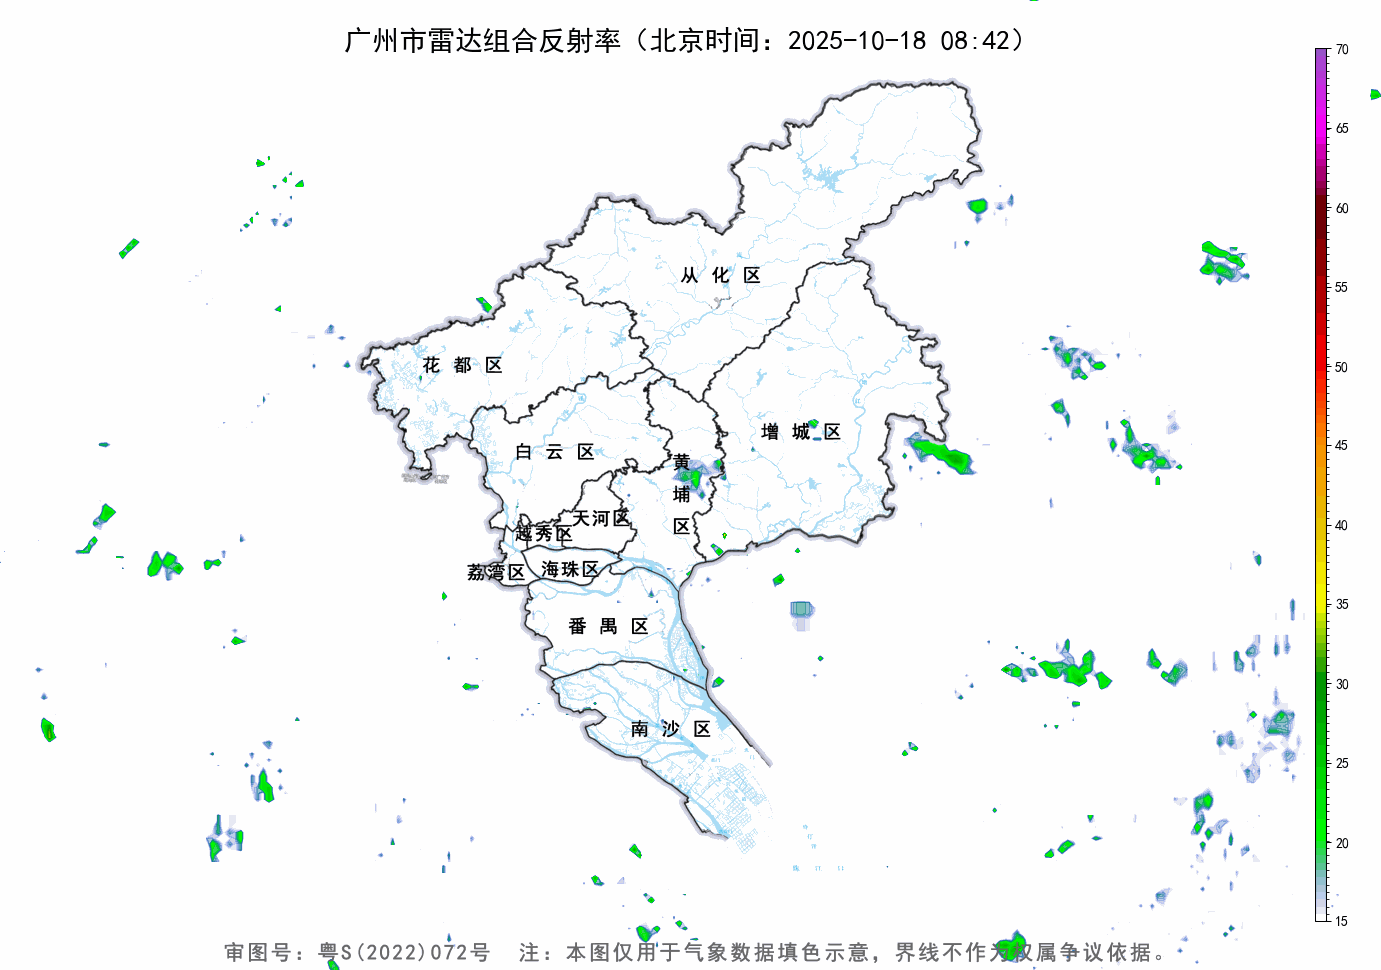 广州市雷达组合反射率（北京时间：2025-10-18 08:42）
70
65
60
55
50
45
40
35
30
25
20
15
从化区
花都区
增城区
白云区
黄埔区
天河区
越秀区
荔湾区
海珠区
番禺区
南沙区
审图号：粤S(2022)072号 注：本图仅用于气象数据填色示意，界线不作为权属争议依据。